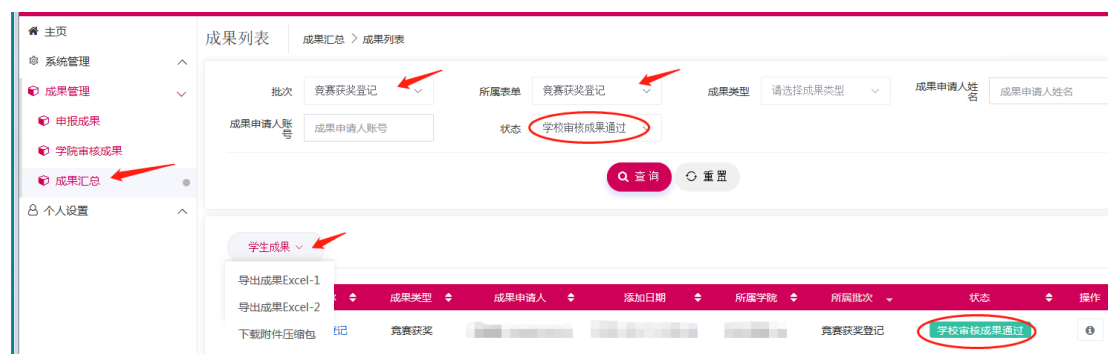 主页
系统管理
成果管理
申报成果
学院审核成果
成果汇总
个人设置
成果列表 成果汇总 > 成果列表
批次 竞赛获奖登记 所属表单 竞赛获奖登记 成果类型 请选择成果类型 成果申请人姓名 成果申请人姓名
成果申请人账号 成果申请人账号 状态 学校审核成果通过
查询 重置
学生成果
导出成果Excel-1
导出成果Excel-2
下载附件压缩包
成果类型 成果申请人 添加日期 所属学院 所属批次 状态 操作
竞赛获奖 竞赛获奖登记 学校审核成果通过